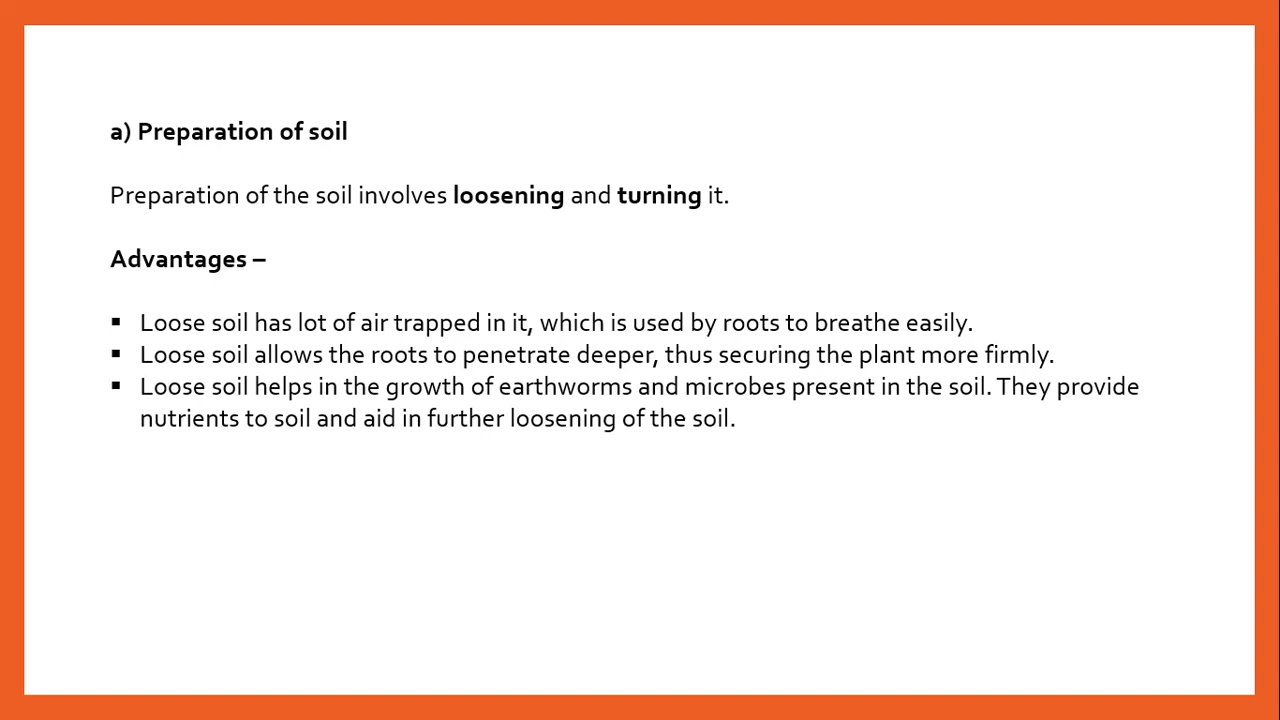 a) Preparation of soil
Preparation of the soil involves loosening and turning it.
Advantages –
▪ Loose soil has lot of air trapped in it, which is used by roots to breathe easily.
▪ Loose soil allows the roots to penetrate deeper, thus securing the plant more firmly.
▪ Loose soil helps in the growth of earthworms and microbes present in the soil. They provide
nutrients to soil and aid in further loosening of the soil.